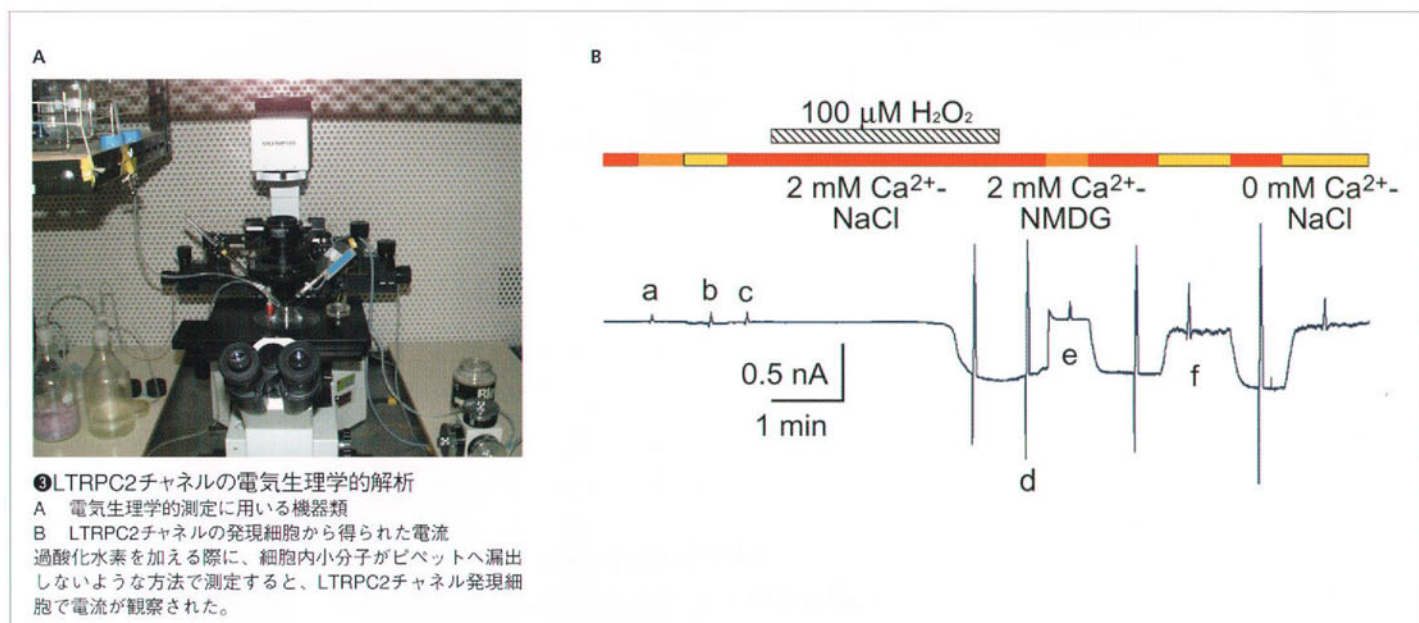 A
OLYMPUS
❸LTRPC2チャネルの電気生理学的解析
A 電気生理学的測定に用いる機器類
B LTRPC2チャネルの発現細胞から得られた電流
過酸化水素を加える際に、細胞内小分子がピペットへ漏出
しないような方法で測定すると、LTRPC2チャネル発現細
胞で電流が観察された。
B
100 μM H₂O₂
2 mM Ca²⁺-
NaCl
2 mM Ca²⁺-
NMDG
0 mM Ca²⁺-
NaCl
a
b
c
d
e
f
0.5 nA
1 min